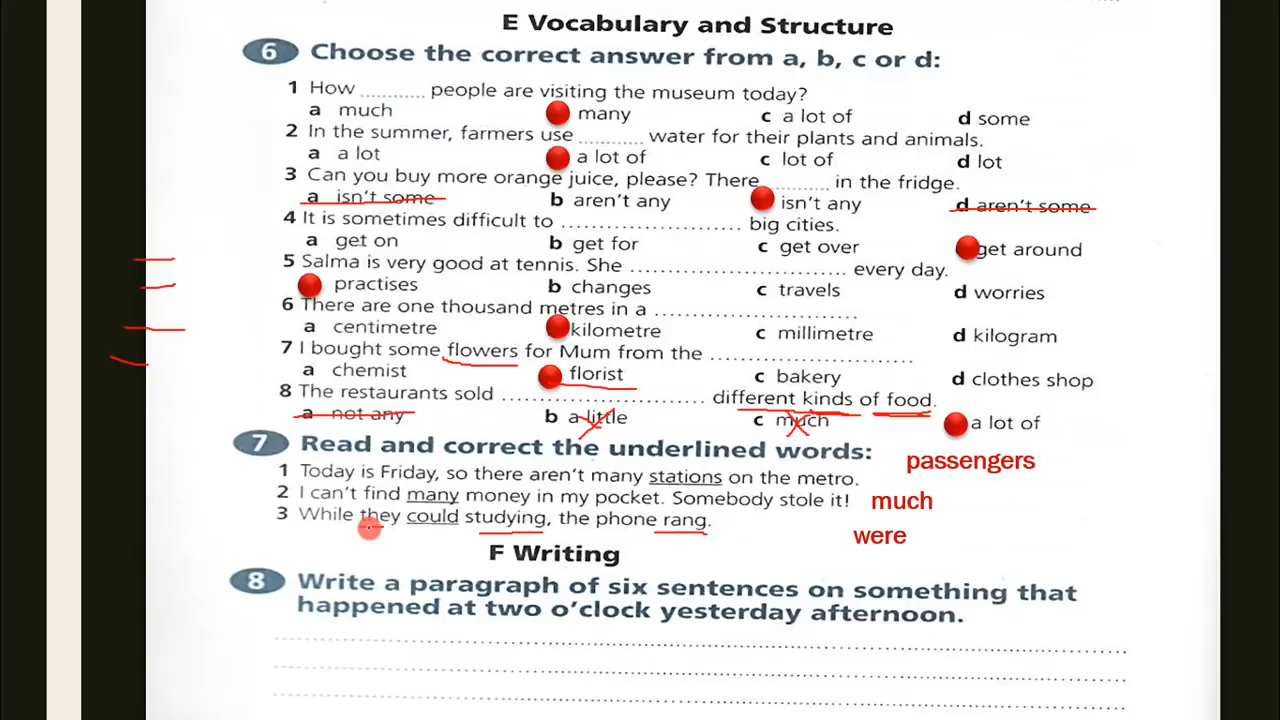 E Vocabulary and Structure
6 Choose the correct answer from a, b, c or d:
1 How .......... people are visiting the museum today?
a much many c a lot of d some
2 In the summer, farmers use .......... water for their plants and animals.
a a lot a lot of c lot of d lot
3 Can you buy more orange juice, please? There .......... in the fridge.
a isn't some b aren't any isn't any d aren't some
4 It is sometimes difficult to .............................. big cities.
a get on b get for c get over get around
5 Salma is very good at tennis. She .............................. every day.
practises b changes c travels d worries
6 There are one thousand metres in a ..............................
a centimetre kilometre c millimetre d kilogram
7 I bought some flowers for Mum from the ..............................
a chemist florist c bakery d clothes shop
8 The restaurants sold .............................. different kinds of food.
a not any b a little c much a lot of
7 Read and correct the underlined words:
1 Today is Friday, so there aren't many stations on the metro. passengers
2 I can't find many money in my pocket. Somebody stole it! much
3 While they could studying, the phone rang. were
F Writing
8 Write a paragraph of six sentences on something that
happened at two o'clock yesterday afternoon.